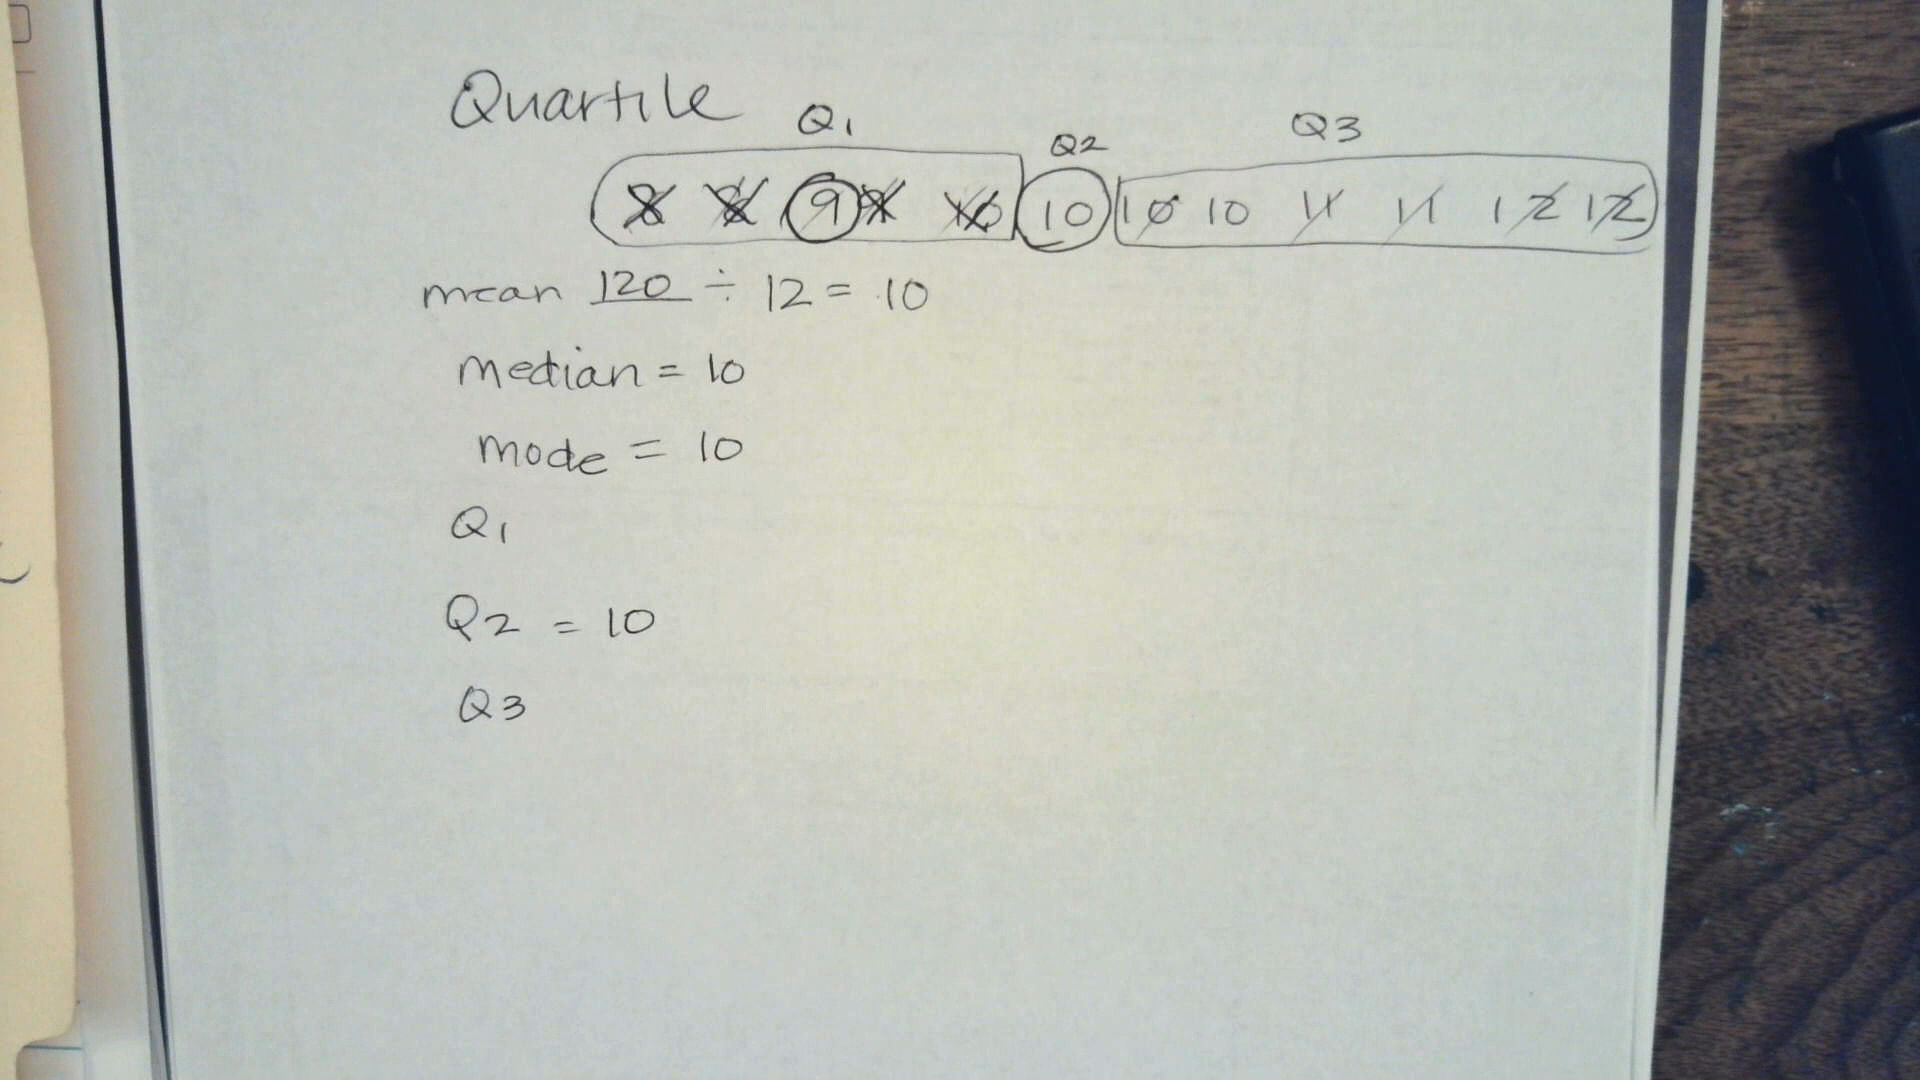 Quartile
Q1 Q2 Q3
8 8 9 9 10 10 10 10 11 11 12 12
mean 120 ÷ 12 = 10
median = 10
mode = 10
Q1
Q2 = 10
Q3